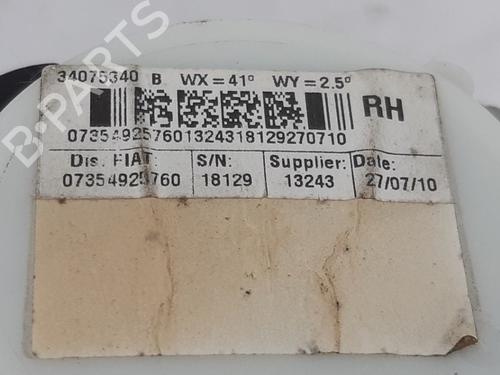 34075340 B WX=41° WY=2.5°
RH
07354925760132431812927071​0
Dis. FIAT: S/N: Supplier: Date:
07354925760 18129 13243 27/07/10
B-PARTS